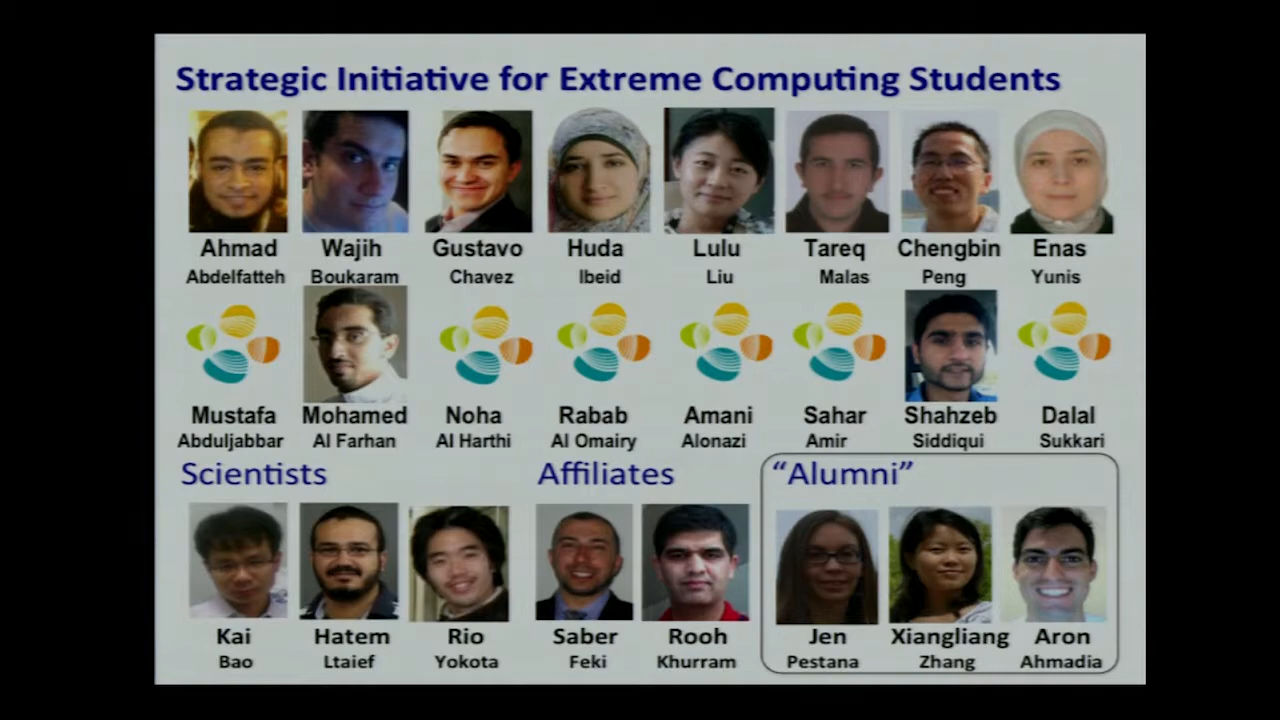 Strategic Initiative for Extreme Computing Students
Ahmad Wajih Gustavo Huda Lulu Tareq Chengbin Enas
Abdelfatteh Boukaram Chavez Ibeid Liu Malas Peng Yunis
Mustafa Mohamed Noha Rabab Amani Sahar Shahzeb Dalal
Abduljabbar Al Farhan Al Harthi Al Omairy Alonazi Amir Siddiqui Sukkari
Scientists Affiliates “Alumni”
Kai Hatem Rio Saber Rooh Jen Xiangliang Aron
Bao Ltaief Yokota Feki Khurram Pestana Zhang Ahmadia